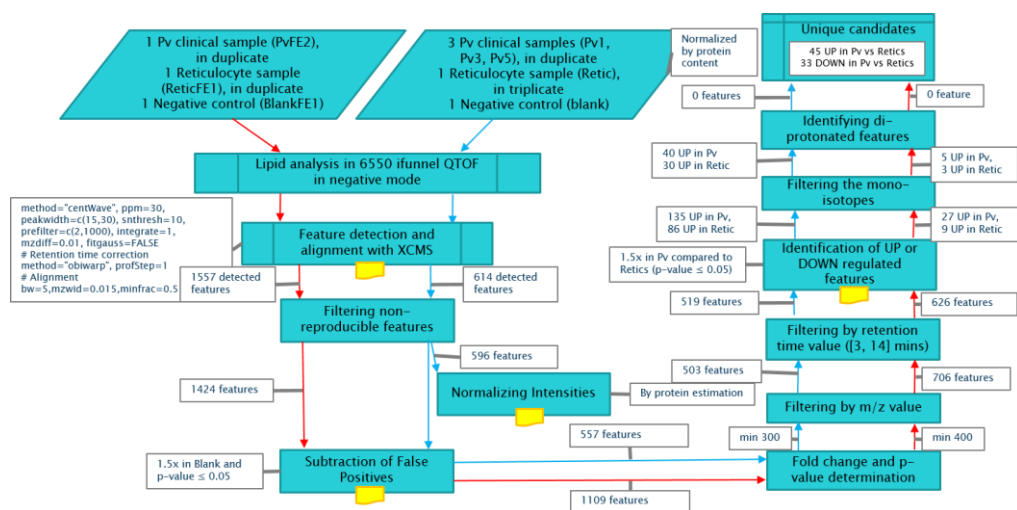 1 Pv clinical sample (PvFE2),
in duplicate
1 Reticulocyte sample
(ReticFE1), in duplicate
1 Negative control (BlankFE1)
3 Pv clinical samples (Pv1,
Pv3, Pv5), in duplicate
1 Reticulocyte sample (Retic),
in triplicate
1 Negative control (blank)
Normalized
by protein
content
Lipid analysis in 6550 ifunnel QTOF
in negative mode
method="centWave", ppm=30,
peakwidth=c(15,30), snthresh=10,
prefilter=c(2,1000), integrate=1,
mzdiff=0.01, fitgauss=FALSE
# Retention time correction
method="obiwarp", profStep=1
# Alignment
bw=5,mzwid=0.015,minfrac=0.5
Feature detection
and alignment with XCMS
1557 detected
features
614 detected
features
Filtering non-
reproducible features
596 features
1424 features
Normalizing Intensities
By protein estimation
1.5x in Blank and
p-value ≤ 0.05
Subtraction of False
Positives
557 features
1109 features
Fold change and p-
value determination
min 300
min 400
Filtering by m/z value
503 features
706 features
Filtering by retention
time value ([3, 14] mins)
519 features
626 features
1.5x in Pv compared to
Retics (p-value ≤ 0.05)
Identification of UP or
DOWN regulated
features
135 UP in Pv,
86 UP in Retic
27 UP in Pv,
9 UP in Retic
Filtering the mono-
isotopes
40 UP in Pv
30 UP in Retic
5 UP in Pv,
3 UP in Retic
Identifying di-
protonated features
0 features
0 feature
Unique candidates
45 UP in Pv vs Retics
33 DOWN in Pv vs Retics